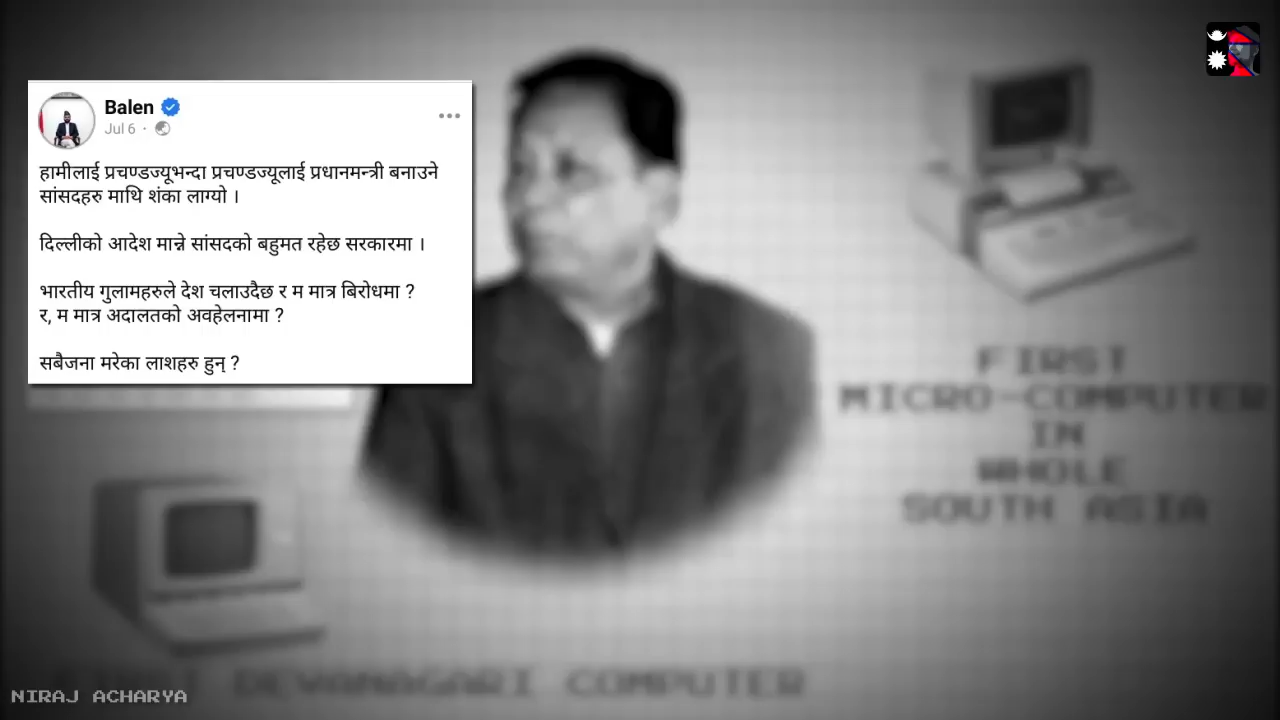 Balen
Jul 6 ·
हामीलाई प्रचण्डज्यूभन्दा प्रचण्डज्यूलाई प्रधानमन्त्री बनाउने
सांसदहरु माथि शंका लाग्यो ।
दिल्लीको आदेश मान्ने सांसदको बहुमत रहेछ सरकारमा ।
भारतीय गुलामहरुले देश चलाउदैछ र म मात्र बिरोधमा ?
र, म मात्र अदालतको अवहेलनामा ?
सबैजना मरेका लाशहरु हुन् ?
FIRST
MICRO-COMPUTER
IN
WHOLE
SOUTH ASIA
DEVANAGARI COMPUTER
NIRAJ ACHARYA